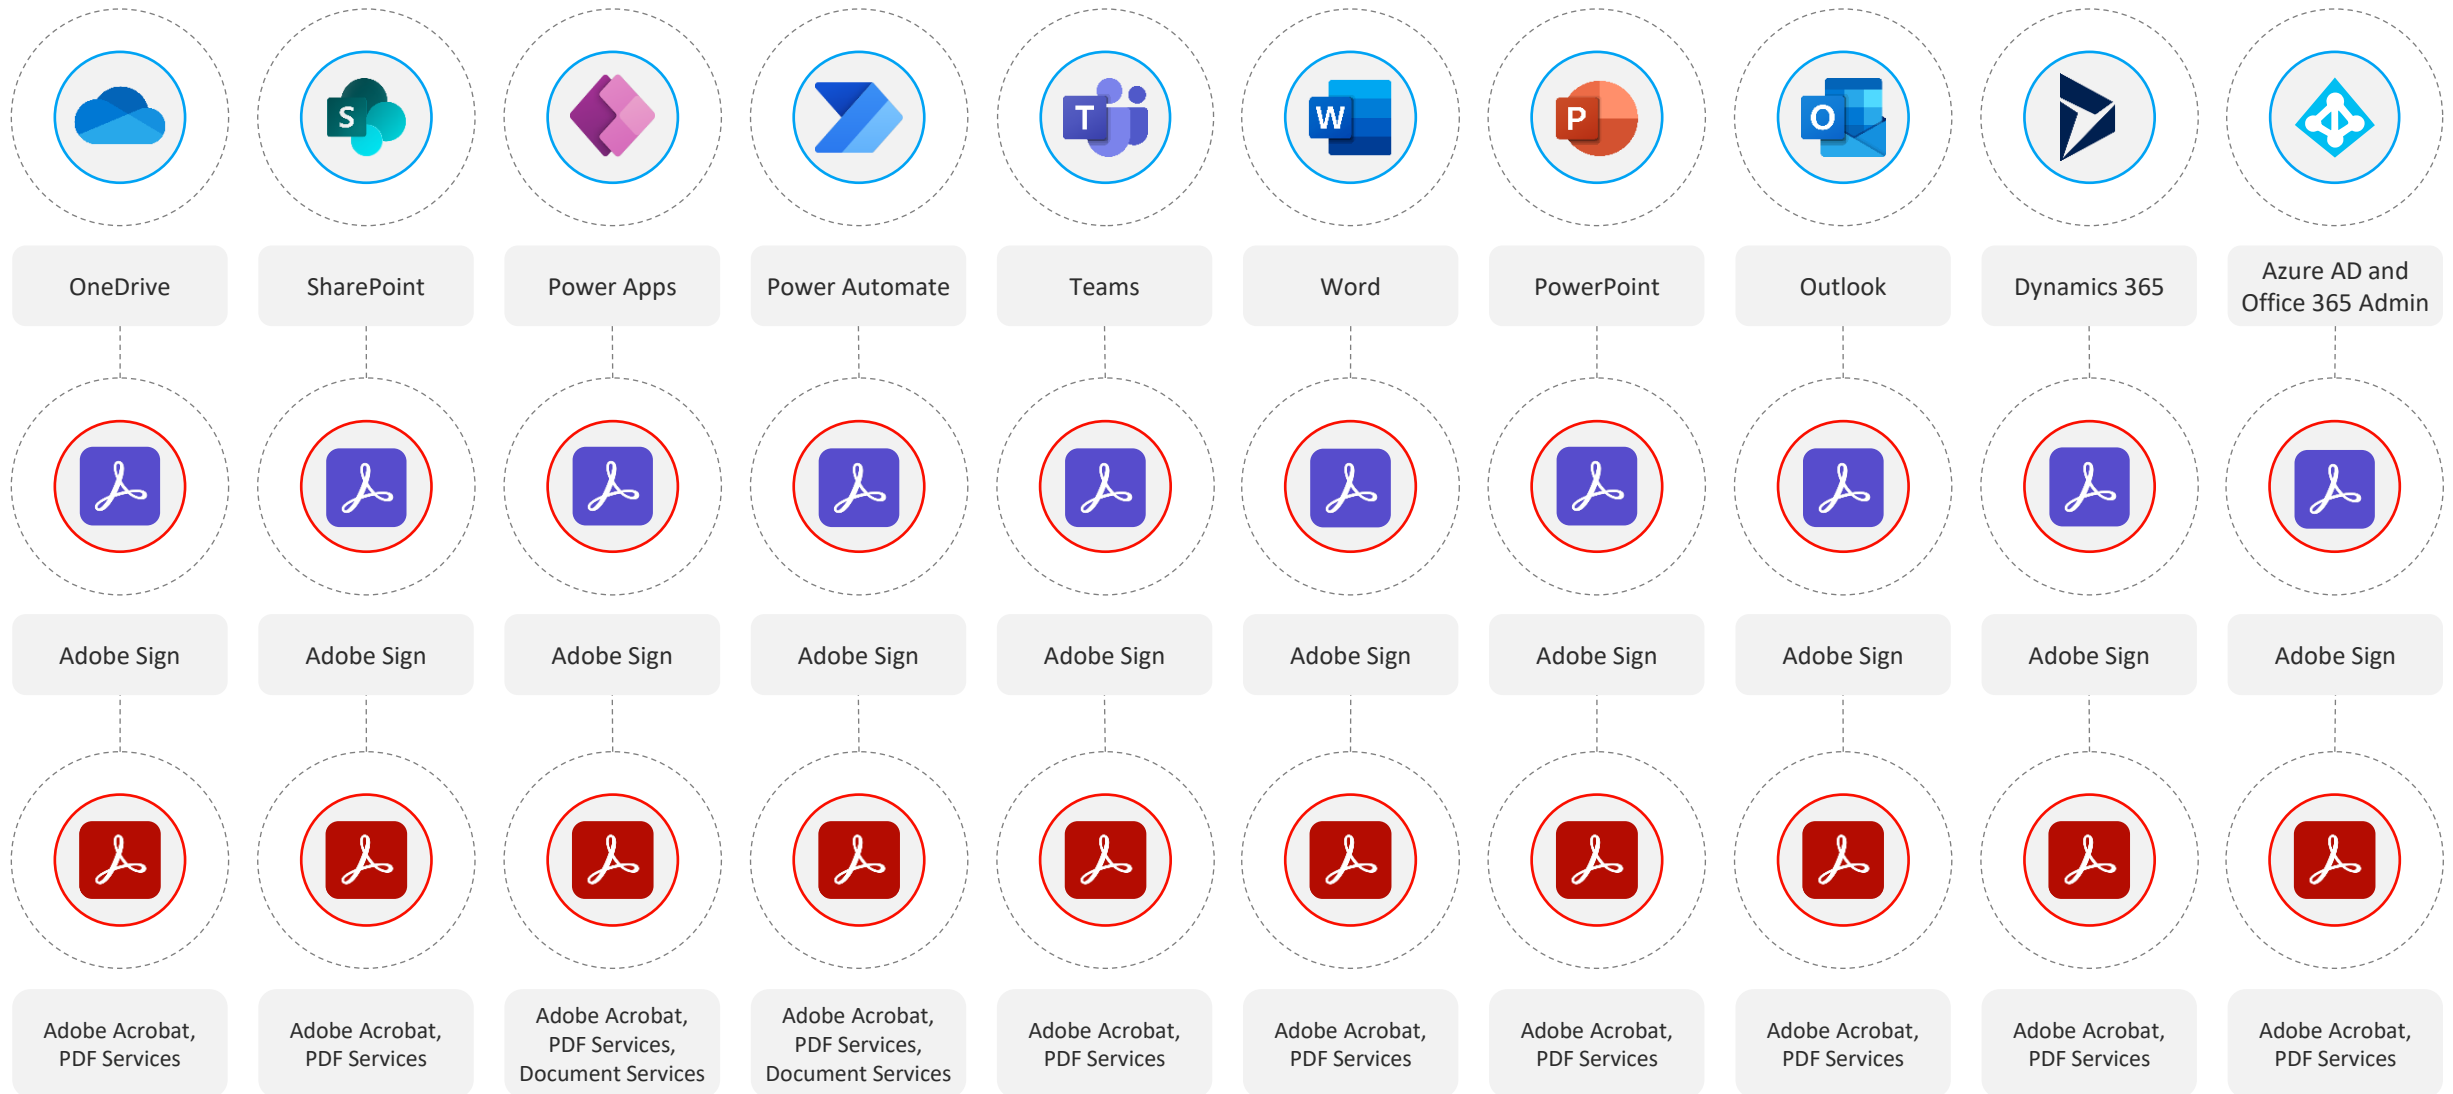 S
T
W
P
O
OneDrive
SharePoint
Power Apps
Power Automate
Teams
Word
PowerPoint
Outlook
Dynamics 365
Azure AD and
Office 365 Admin
Adobe Sign
Adobe Sign
Adobe Sign
Adobe Sign
Adobe Sign
Adobe Sign
Adobe Sign
Adobe Sign
Adobe Sign
Adobe Sign
Adobe Acrobat,
PDF Services
Adobe Acrobat,
PDF Services
Adobe Acrobat,
PDF Services,
Document Services
Adobe Acrobat,
PDF Services,
Document Services
Adobe Acrobat,
PDF Services
Adobe Acrobat,
PDF Services
Adobe Acrobat,
PDF Services
Adobe Acrobat,
PDF Services
Adobe Acrobat,
PDF Services
Adobe Acrobat,
PDF Services